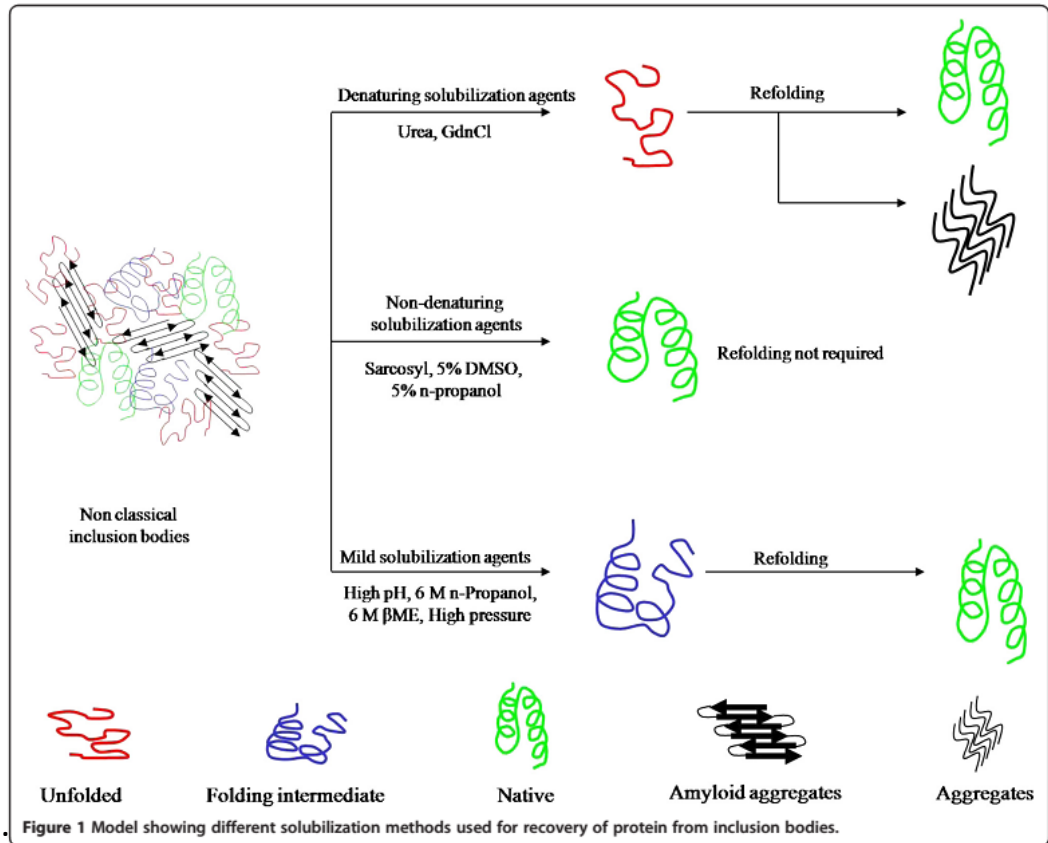 Denaturing solubilization agents
Urea, GdnCl
Refolding
Non-denaturing
solubilization agents
Sarcosyl, 5% DMSO,
5% n-propanol
Refolding not required
Non classical
inclusion bodies
Mild solubilization agents
High pH, 6 M n-Propanol,
6 M βME, High pressure
Refolding
Unfolded
Folding intermediate
Native
Amyloid aggregates
Aggregates
. Figure 1 Model showing different solubilization methods used for recovery of protein from inclusion bodies.